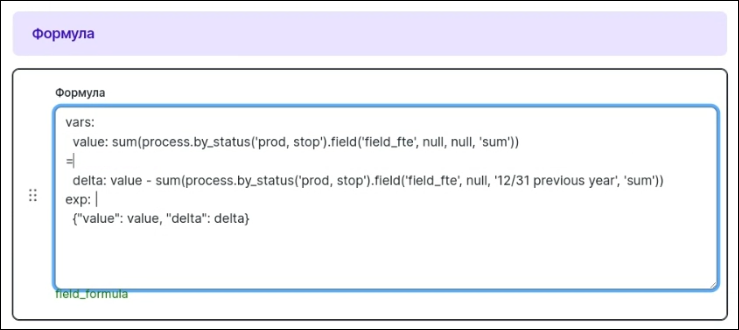 Формула
Формула
vars:
value: sum(process.by_status('prod, stop').field('field_fte', null, null, 'sum'))
=
delta: value - sum(process.by_status('prod, stop').field('field_fte', null, '12/31 previous year', 'sum'))
exp: |
{"value": value, "delta": delta}
field_formula